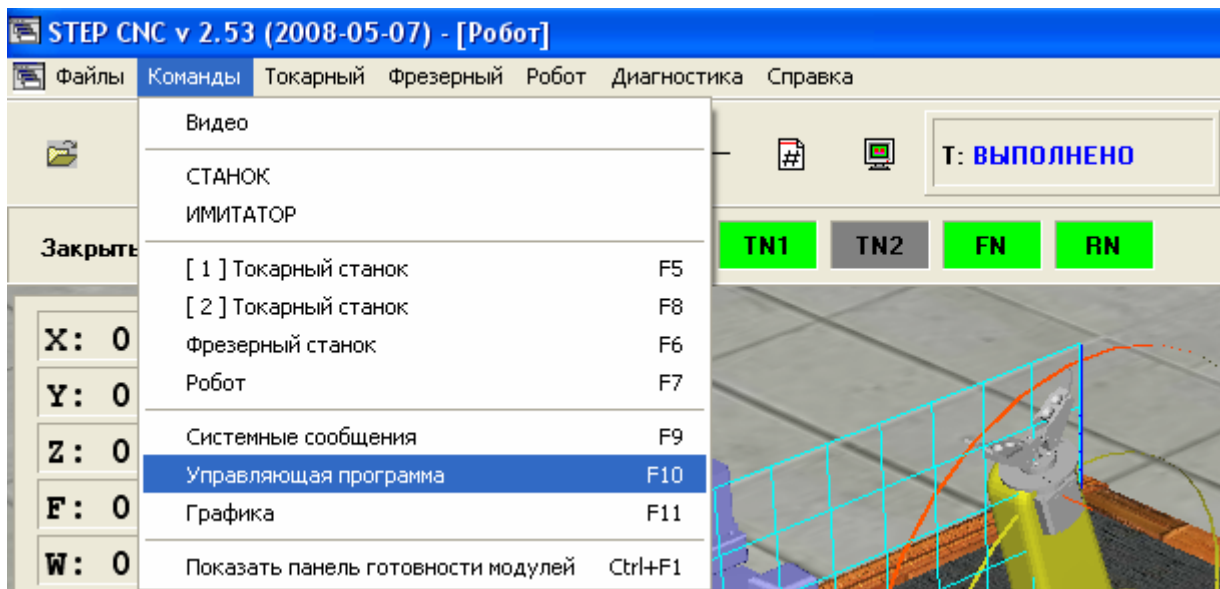 STEP CNC v 2.53 (2008-05-07) - [Робот]
Файлы Команды Токарный Фрезерный Робот Диагностика Справка
Видео
СТАНОК
ИМИТАТОР
[ 1 ] Токарный станок F5
[ 2 ] Токарный станок F8
Фрезерный станок F6
Робот F7
Системные сообщения F9
Управляющая программа F10
Графика F11
Показать панель готовности модулей Ctrl+F1
#
T: ВЫПОЛНЕНО
Закрыть
TN1 TN2 FN RN
X: 0
Y: 0
Z: 0
F: 0
W: 0